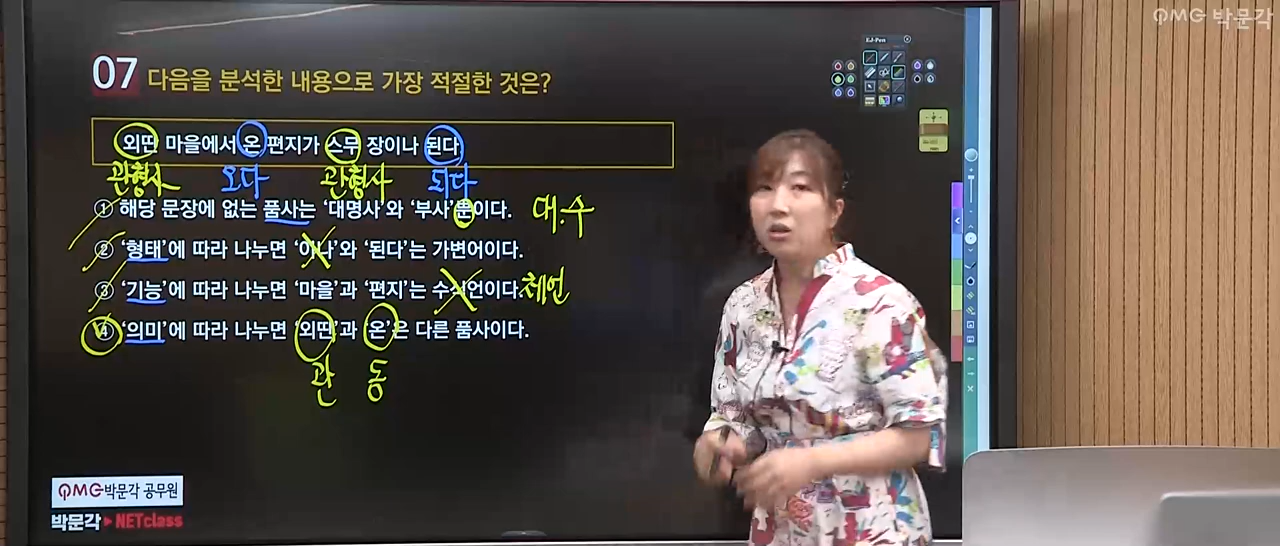 QMG 박문각
EJ-Pen
07 다음을 분석한 내용으로 가장 적절한 것은?
외딴 마을에서 온 편지가 스무 장이나 된다
관형사 오다 관형사 되다
① 해당 문장에 없는 품사는 ‘대명사’와 ‘부사’뿐이다. 대.수
② ‘형태’에 따라 나누면 ‘이나’와 ‘된다’는 가변어이다.
③ ‘기능’에 따라 나누면 ‘마을’과 ‘편지’는 수식언이다. 체언
④ ‘의미’에 따라 나누면 ‘외딴’과 ‘온’은 다른 품사이다.
관 동
QMG박문각 공무원
박문각 NETclass